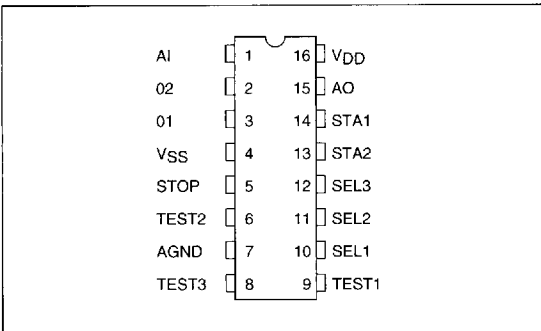 AI 1 16 VDD
02 2 15 AO
01 3 14 STA1
VSS 4 13 STA2
STOP 5 12 SEL3
TEST2 6 11 SEL2
AGND 7 10 SEL1
TEST3 8 9 TEST1